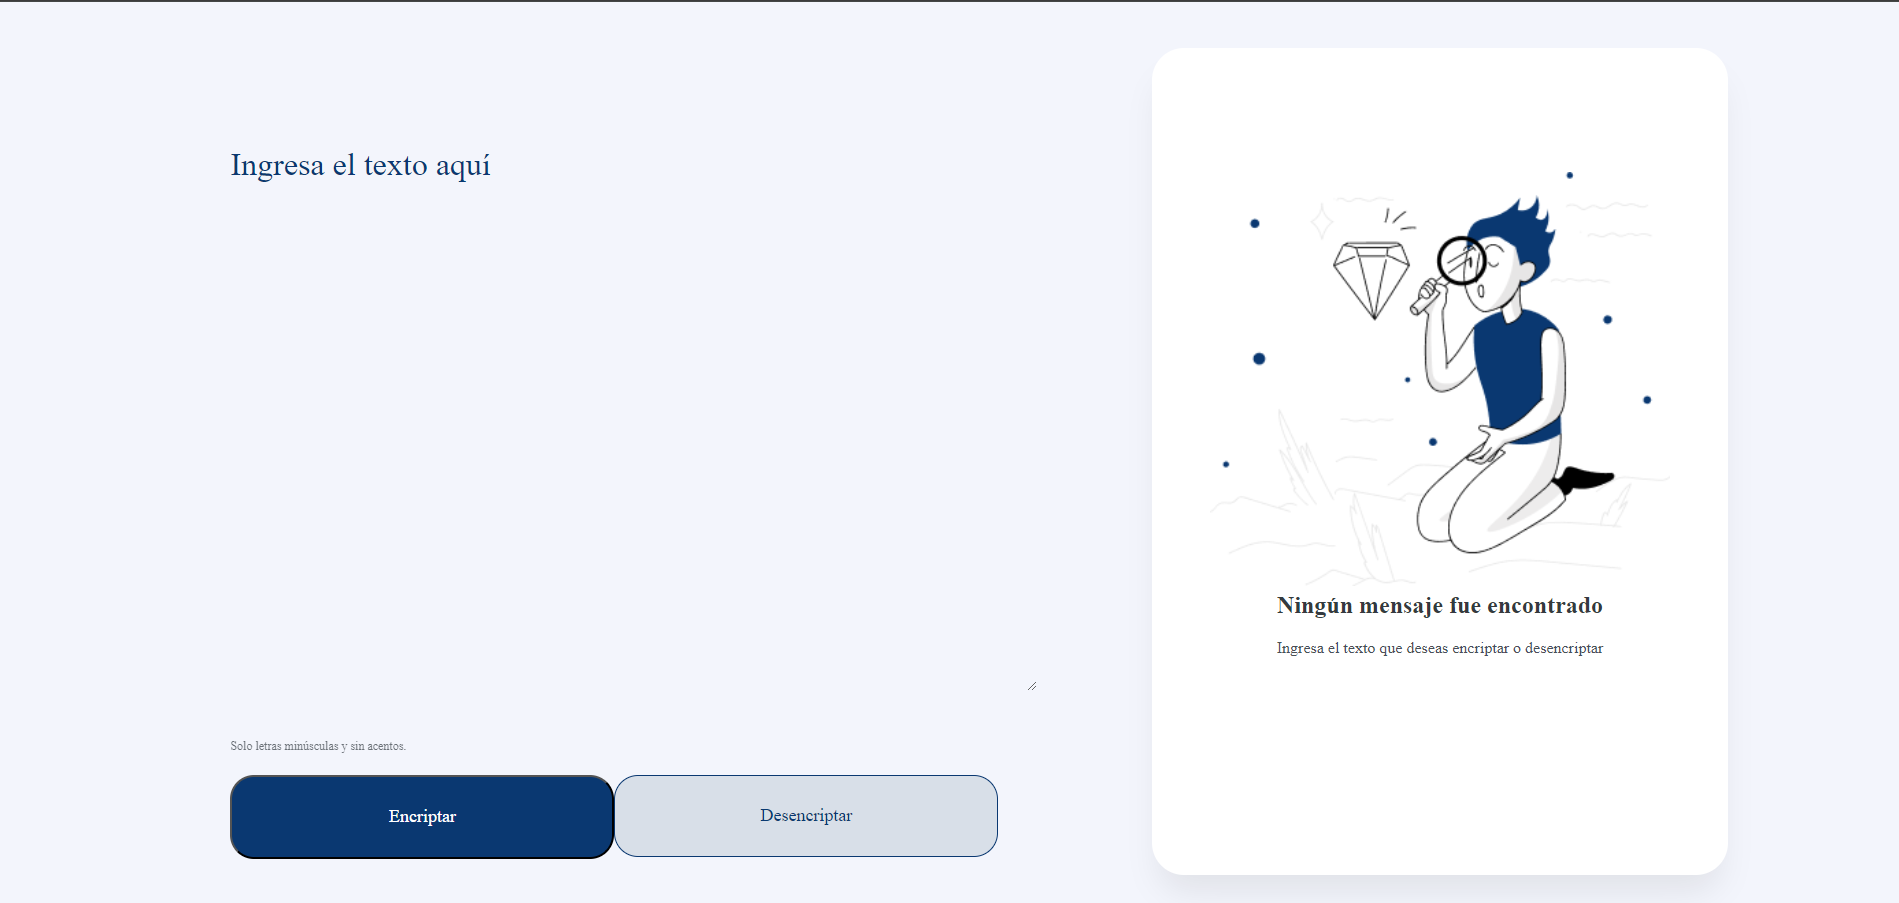 Ingresa el texto aquí
Solo letras minúsculas y sin acentos.
Encriptar
Desencriptar
Ningún mensaje fue encontrado
Ingresa el texto que deseas encriptar o desencriptar